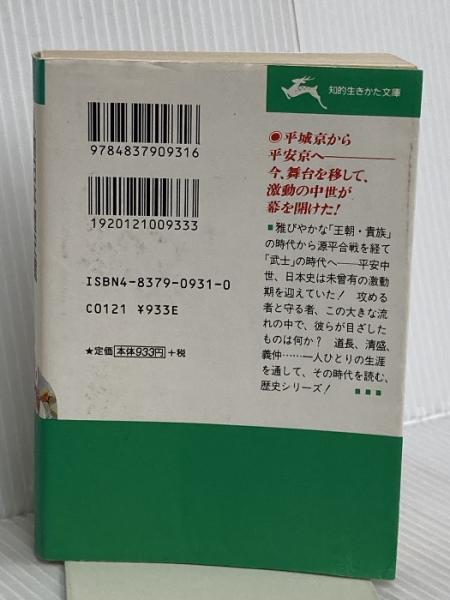 知的生きかた文庫
9784837909316
1920121009333
ISBN4-8379-0931-0
C0121 ¥933E
★定価 本体933円 +税
●平城京から
平安京へ――
今、舞台を移して、
激動の中世が
幕を開けた!
■雅びやかな「王朝・貴族」
の時代から源平合戦を経て
「武士」の時代へ──平安中
世、日本史は未曾有の激動
期を迎えていた! 攻める
者と守る者、この大きな流
れの中で、彼らが目ざした
ものは何か? 道長、清盛、
義仲……一人ひとりの生涯
を通して、その時代を読む、
歴史シリーズ! ■■■